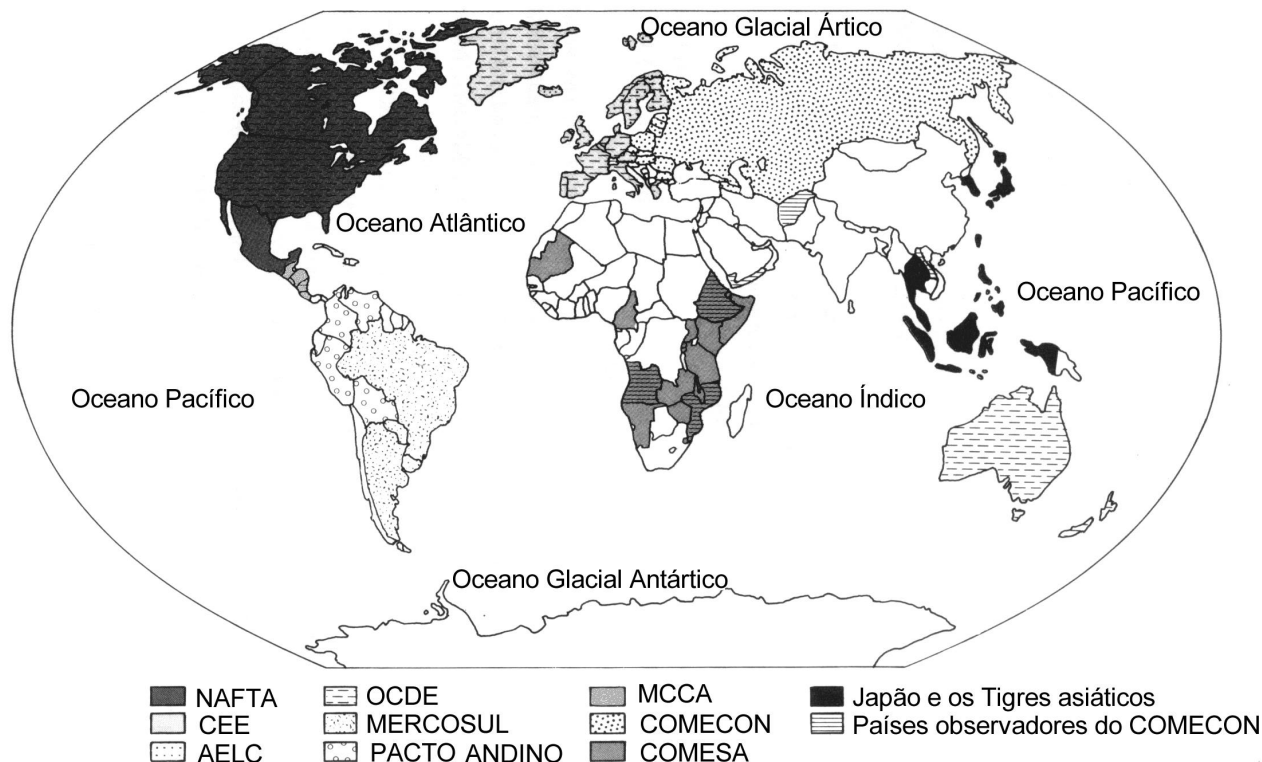 Oceano Glacial Ártico
Oceano Atlântico
Oceano Pacífico
Oceano Pacífico
Oceano Índico
Oceano Glacial Antártico
NAFTA
OCDE
MCCA
Japão e os Tigres asiáticos
CEE
MERCOSUL
COMECON
Países observadores do COMECON
AELC
PACTO ANDINO
COMESA